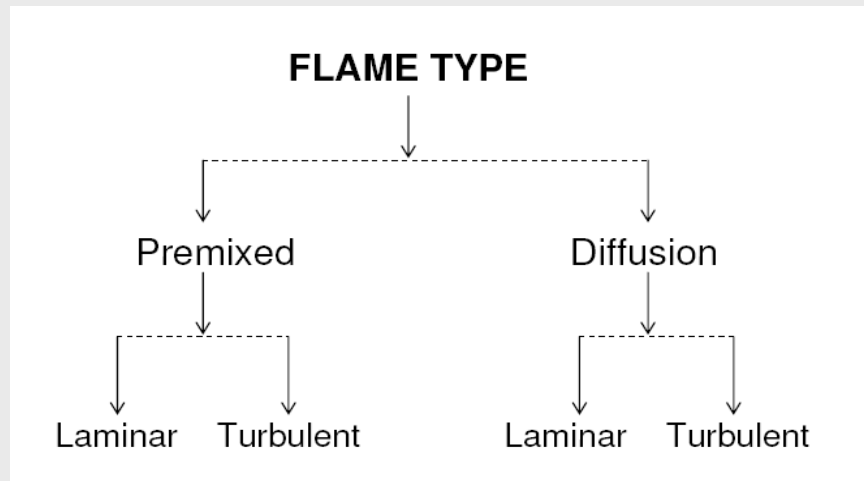 FLAME TYPE
Premixed Diffusion
Laminar Turbulent Laminar Turbulent